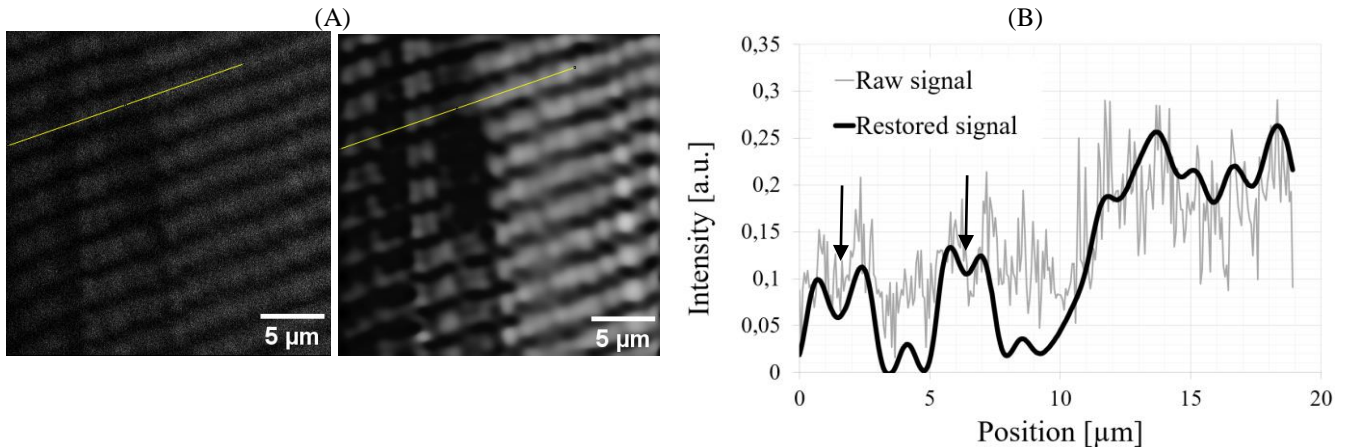 (A)
5 µm
5 µm
(B)
0,35
0,3
0,25
0,2
0,15
0,1
0,05
0
Intensity [a.u.]
Raw signal
Restored signal
0
5
10
15
20
Position [µm]